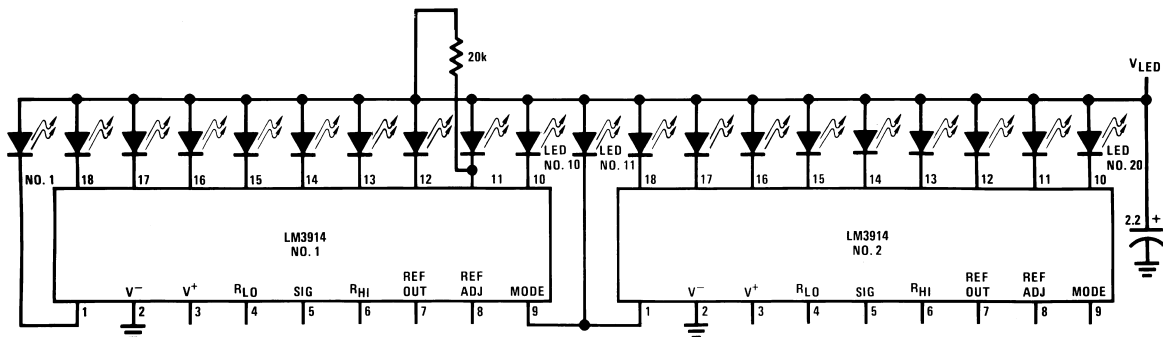 20k
V LED
NO. 1
LED NO. 10
LED NO. 11
LED NO. 20
18 17 16 15 14 13 12 11 10
18 17 16 15 14 13 12 11 10
2.2 +
LM3914
NO. 1
LM3914
NO. 2
V− V+ RLO SIG RHI REF OUT REF ADJ MODE
V− V+ RLO SIG RHI REF OUT REF ADJ MODE
1 2 3 4 5 6 7 8 9
1 2 3 4 5 6 7 8 9